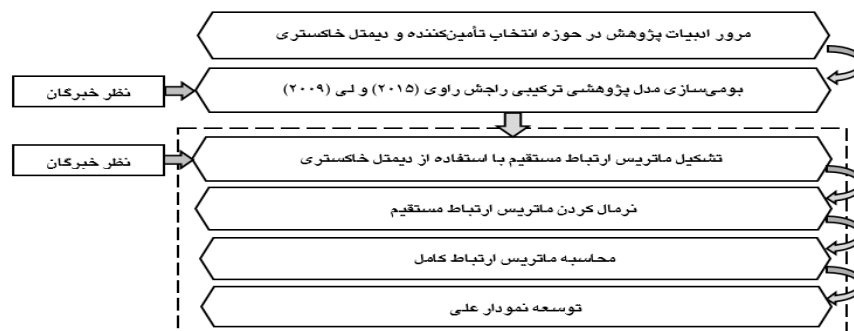 مرور ادبیات پژوهش در حوزه انتخاب تأمین‌کننده و دیمتل خاکستری
بومی‌سازی مدل پژوهشی ترکیبی راجش راوی (۲۰۱۵) و لی (۲۰۰۹)
نظر خبرگان
تشکیل ماتریس ارتباط مستقیم با استفاده از دیمتل خاکستری
نظر خبرگان
نرمال کردن ماتریس ارتباط مستقیم
محاسبه ماتریس ارتباط کامل
توسعه نمودار علی